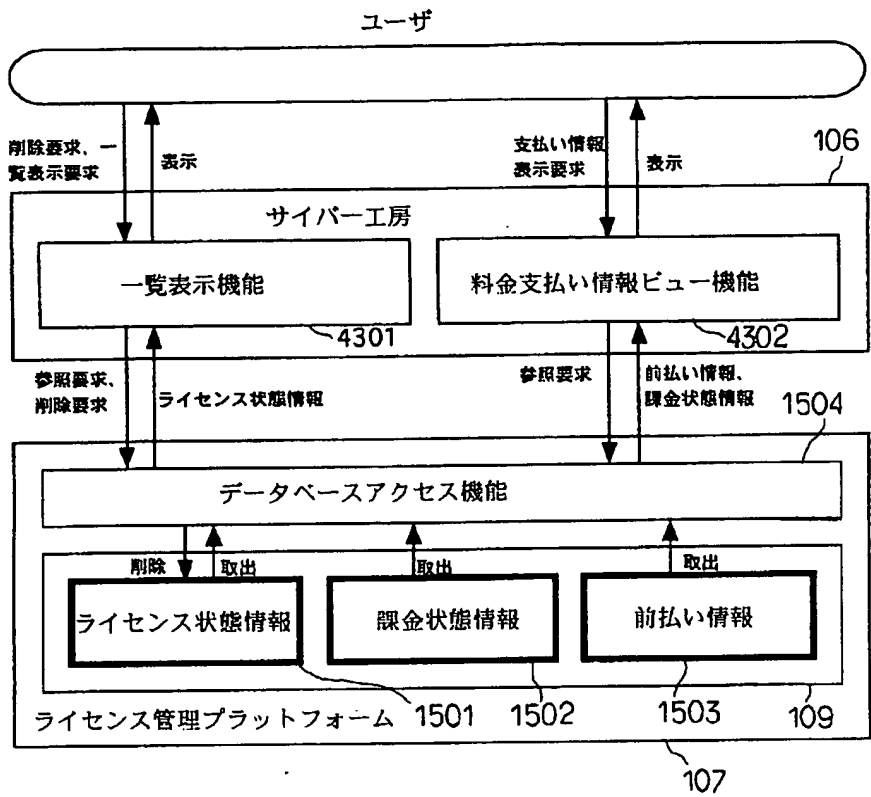 ユーザ
削除要求、一
覧表示要求
表示
支払い情報
表示要求
表示
106
サイバー工房
一覧表示機能
料金支払い情報ビュー機能
4301
4302
参照要求、
削除要求
ライセンス状態情報
参照要求
前払い情報、
課金状態情報
1504
データベースアクセス機能
削除
取出
取出
取出
ライセンス状態情報
課金状態情報
前払い情報
ライセンス管理プラットフォーム
1501
1502
1503
109
107